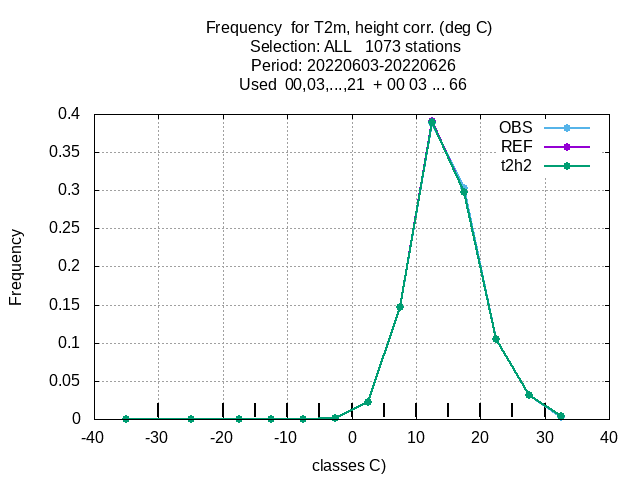 Frequency  for T2m, height corr. (deg C)
Selection: ALL   1073 stations
Period: 20220603-20220626
Used  00,03,...,21  + 00 03 ... 66
OBS
REF
t2h2
0.4
0.35
0.3
0.25
0.2
0.15
0.1
0.05
0
Frequency
-40 -30 -20 -10 0 10 20 30 40
classes C)